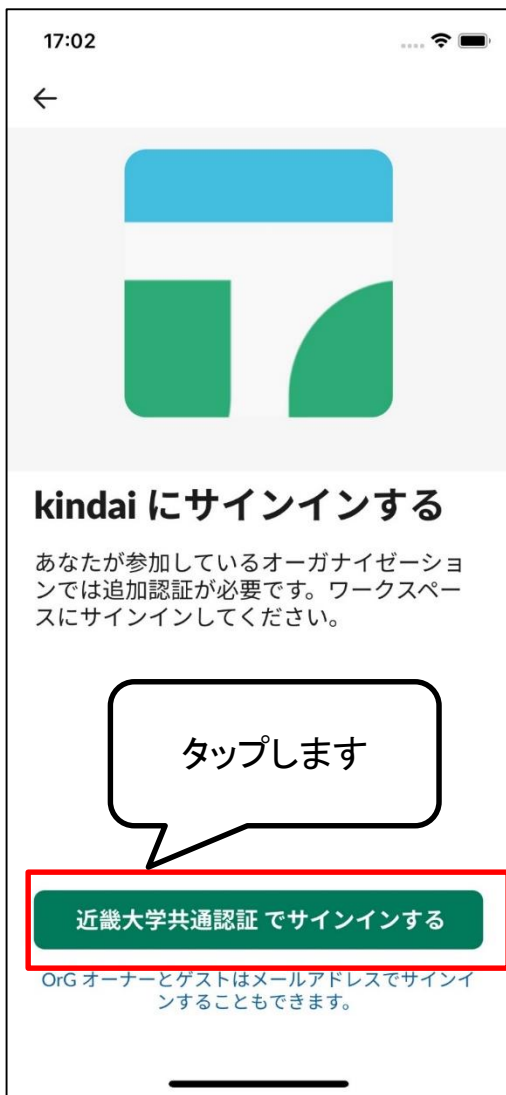 17:02
kindai にサインインする
あなたが参加しているオーガナイゼーショ
ンでは追加認証が必要です。ワークスペー
スにサインインしてください。
タップします
近畿大学共通認証 でサインインする
OrG オーナーとゲストはメールアドレスでサインイ
ンすることもできます。